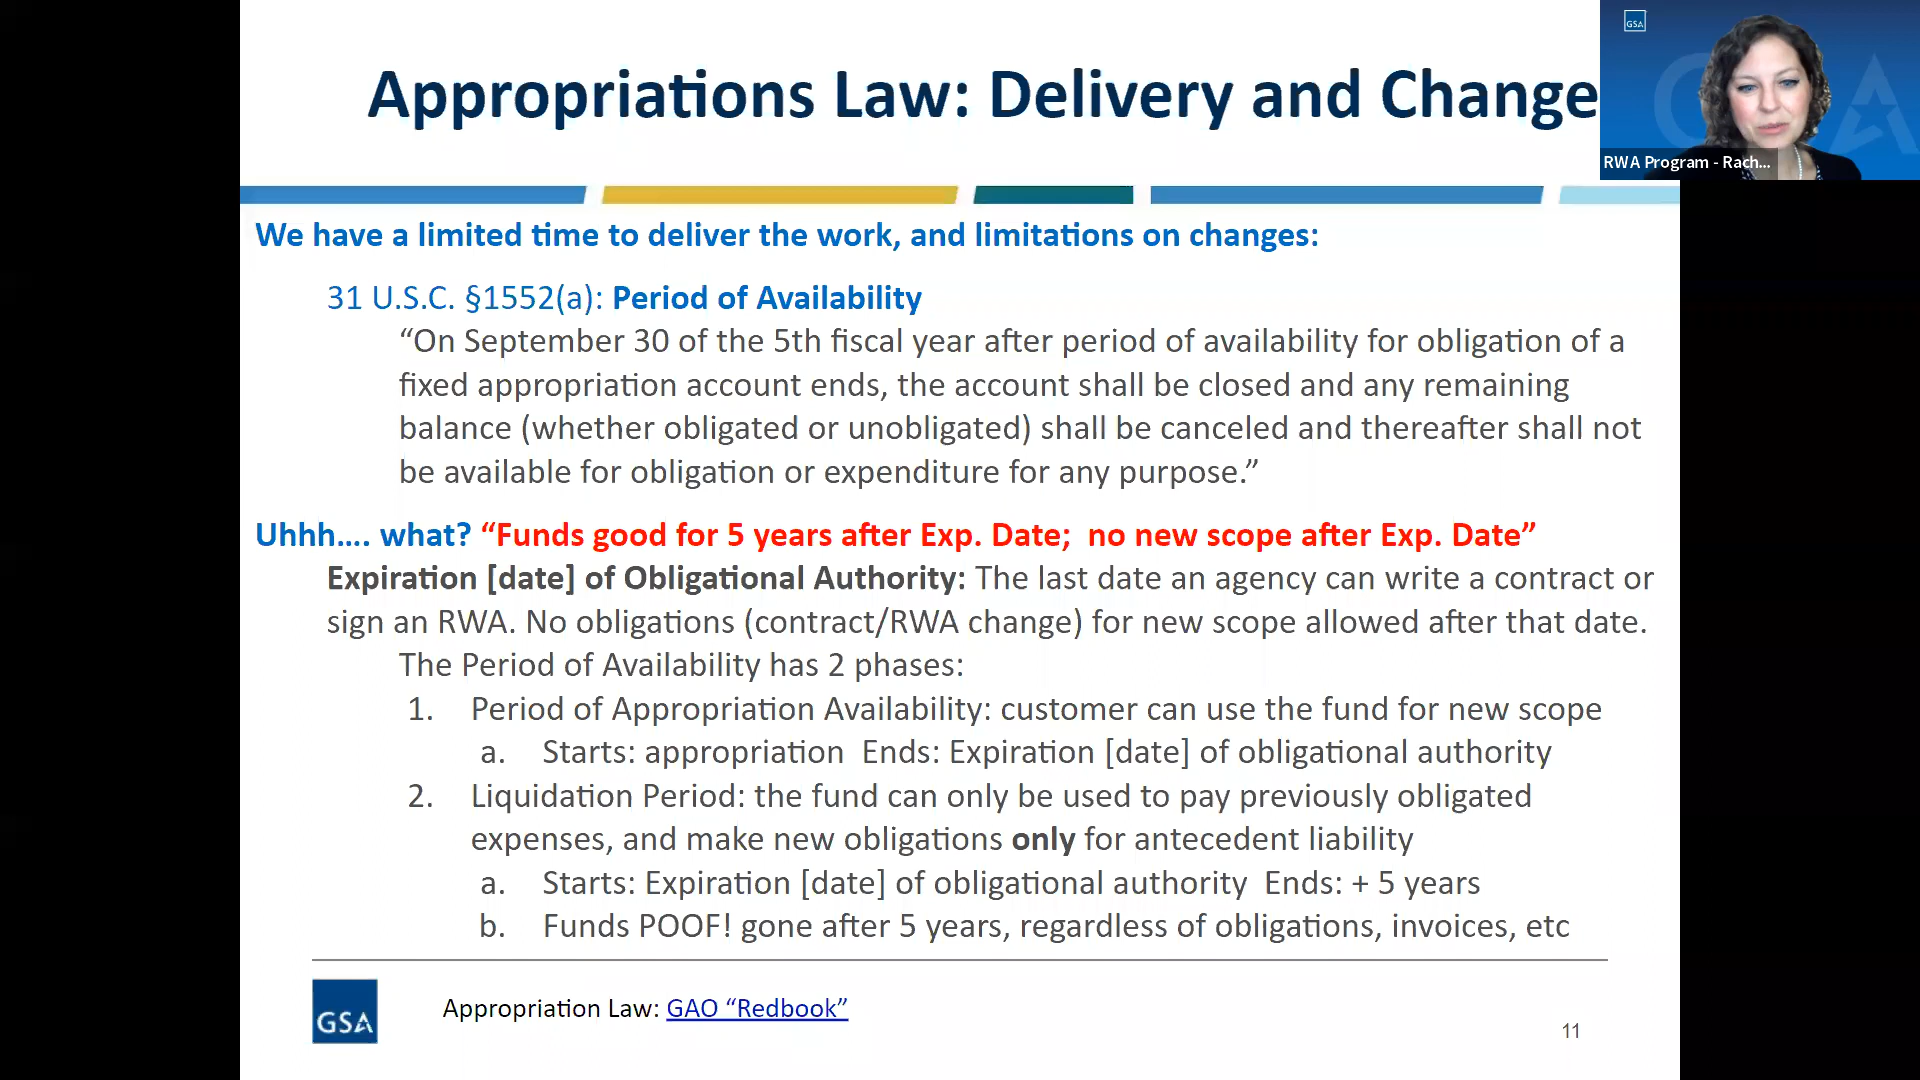 Appropriations Law: Delivery and Change
GSA
RWA Program - Rach...
We have a limited time to deliver the work, and limitations on changes:
31 U.S.C. §1552(a): Period of Availability
“On September 30 of the 5th fiscal year after period of availability for obligation of a
fixed appropriation account ends, the account shall be closed and any remaining
balance (whether obligated or unobligated) shall be canceled and thereafter shall not
be available for obligation or expenditure for any purpose.”
Uhhh.... what? “Funds good for 5 years after Exp. Date;  no new scope after Exp. Date”
Expiration [date] of Obligational Authority: The last date an agency can write a contract or
sign an RWA. No obligations (contract/RWA change) for new scope allowed after that date.
The Period of Availability has 2 phases:
1. Period of Appropriation Availability: customer can use the fund for new scope
a. Starts: appropriation  Ends: Expiration [date] of obligational authority
2. Liquidation Period: the fund can only be used to pay previously obligated
expenses, and make new obligations only for antecedent liability
a. Starts: Expiration [date] of obligational authority  Ends: + 5 years
b. Funds POOF! gone after 5 years, regardless of obligations, invoices, etc
GSA
Appropriation Law: GAO “Redbook”
11